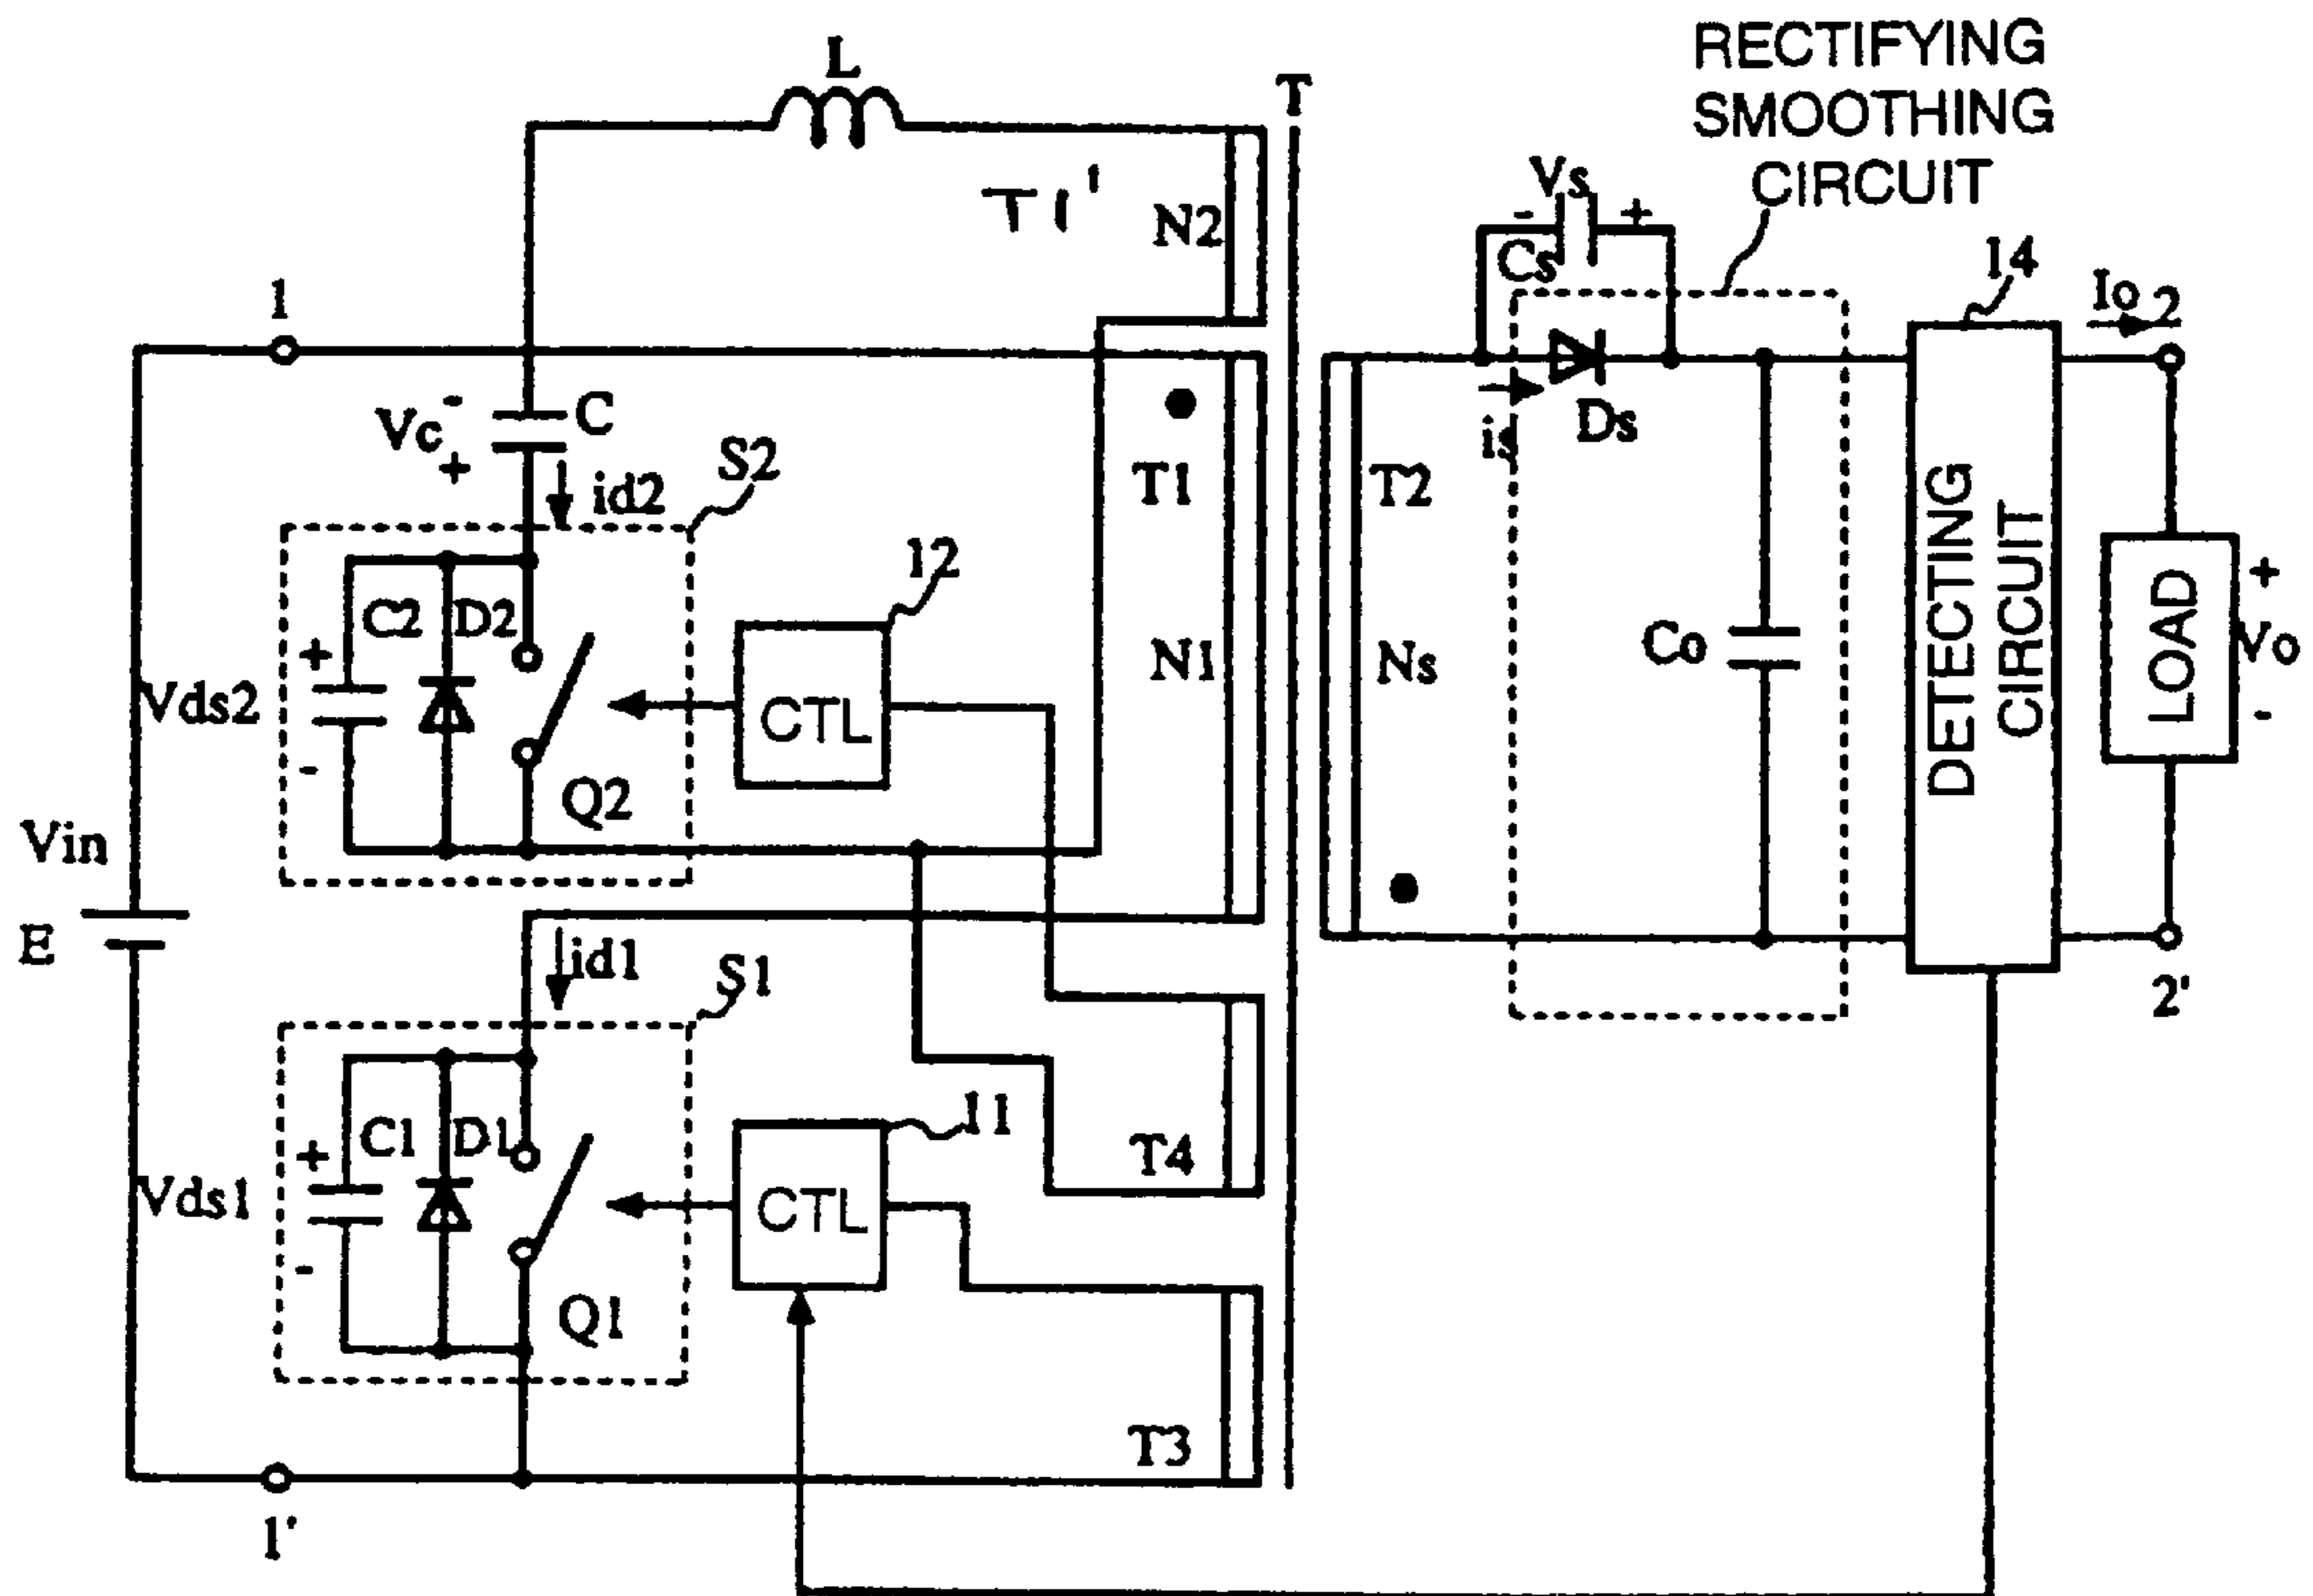 RECTIFYING
SMOOTHING
CIRCUIT
L
T
T1'
N2
Vs
- +
Cs
14
Io
2
1
Vc
-
+
C
id2
S2
T1
is
Ds
T2
12
C2
D2
+
Vds2
-
CTL
Q2
N1
Ns
Co
DETECTING
CIRCUIT
LOAD
+
Vo
-
Vin
E
id1
S1
2'
C1
D1
11
+
Vds1
-
CTL
Q1
T4
T3
1'